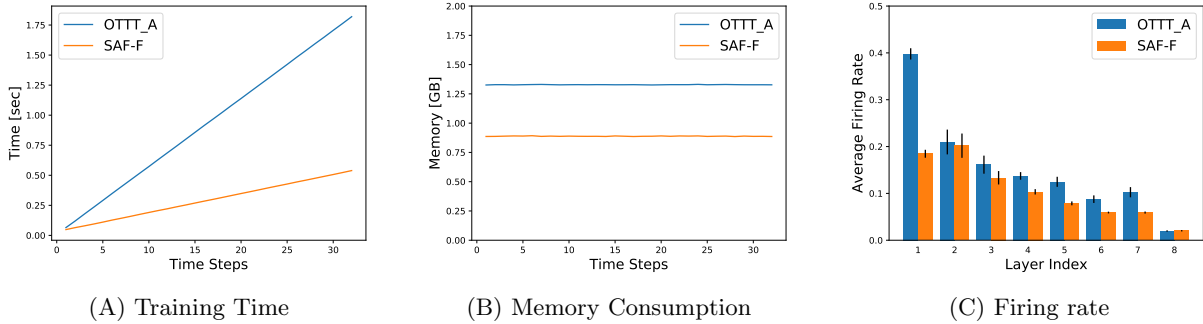 OTTT_A
SAF-F
Time [sec]
1.75
1.50
1.25
1.00
0.75
0.50
0.25
0.00
0 5 10 15 20 25 30
Time Steps
(A) Training Time
OTTT_A
SAF-F
Memory [GB]
2.00
1.75
1.50
1.25
1.00
0.75
0.50
0.25
0.00
0 5 10 15 20 25 30
Time Steps
(B) Memory Consumption
OTTT_A
SAF-F
Average Firing Rate
0.5
0.4
0.3
0.2
0.1
0.0
1 2 3 4 5 6 7 8
Layer Index
(C) Firing rate